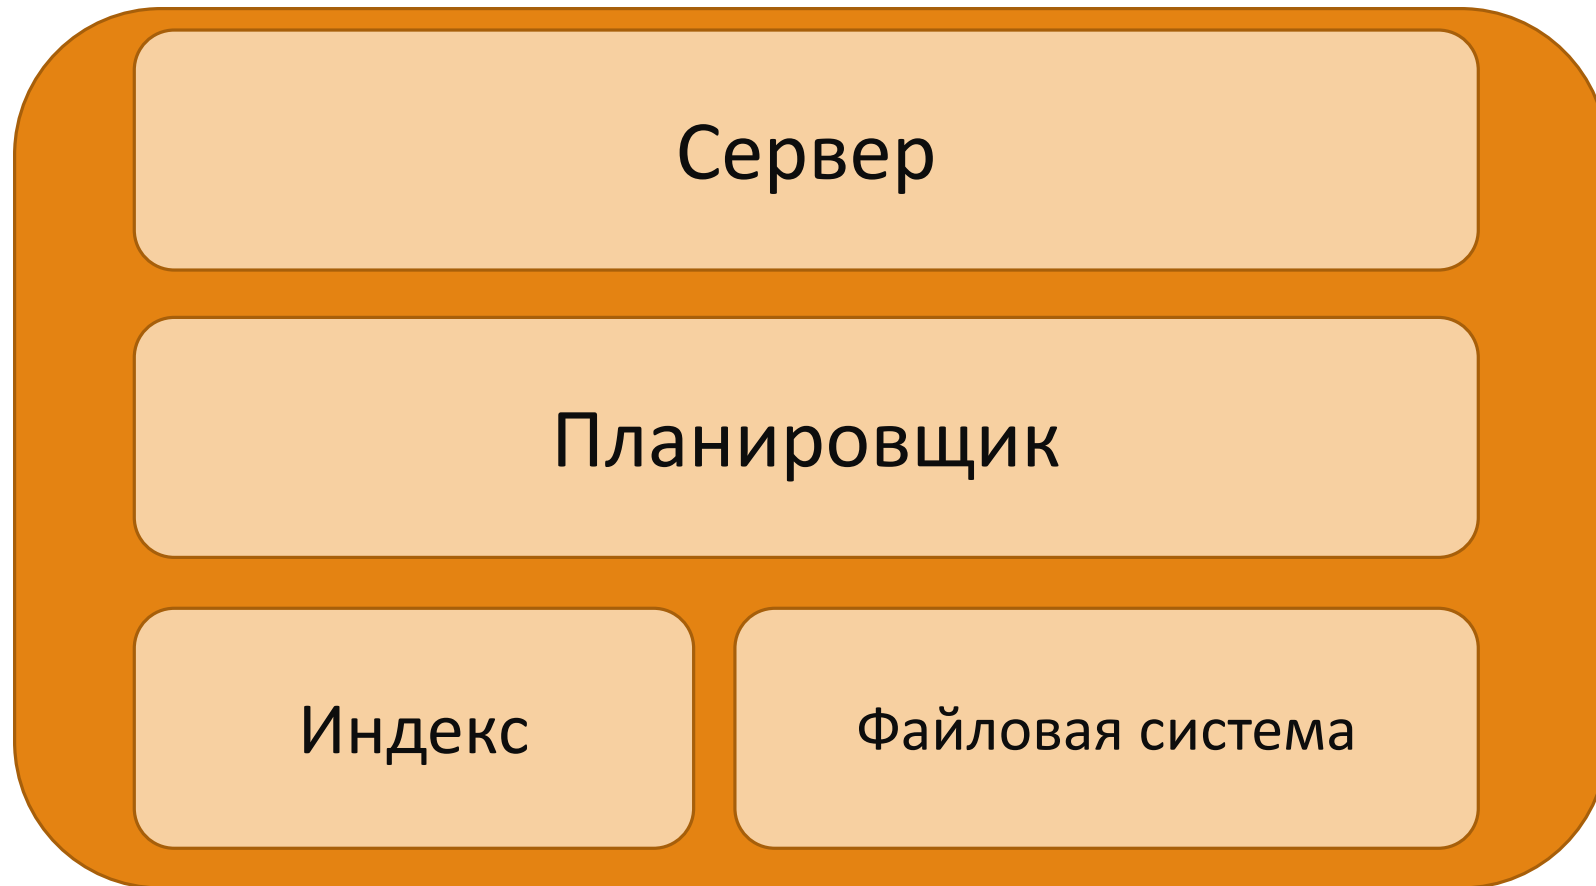 Сервер
Планировщик
Индекс
Файловая система